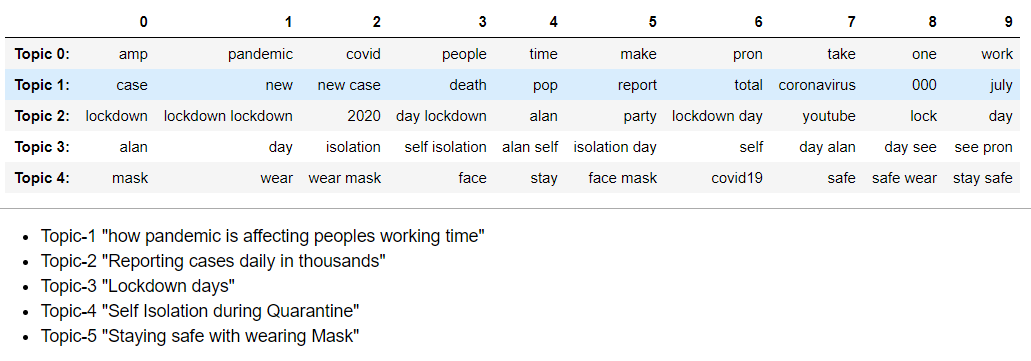 0 1 2 3 4 5 6 7 8 9
Topic 0: amp pandemic covid people time make pron take one work
Topic 1: case new new case death pop report total coronavirus 000 july
Topic 2: lockdown lockdown lockdown 2020 day lockdown alan party lockdown day youtube lock day
Topic 3: alan day isolation self isolation alan self isolation day self day alan day see see pron
Topic 4: mask wear wear mask face stay face mask covid19 safe safe wear stay safe
• Topic-1 "how pandemic is affecting peoples working time"
• Topic-2 "Reporting cases daily in thousands"
• Topic-3 "Lockdown days"
• Topic-4 "Self Isolation during Quarantine"
• Topic-5 "Staying safe with wearing Mask"